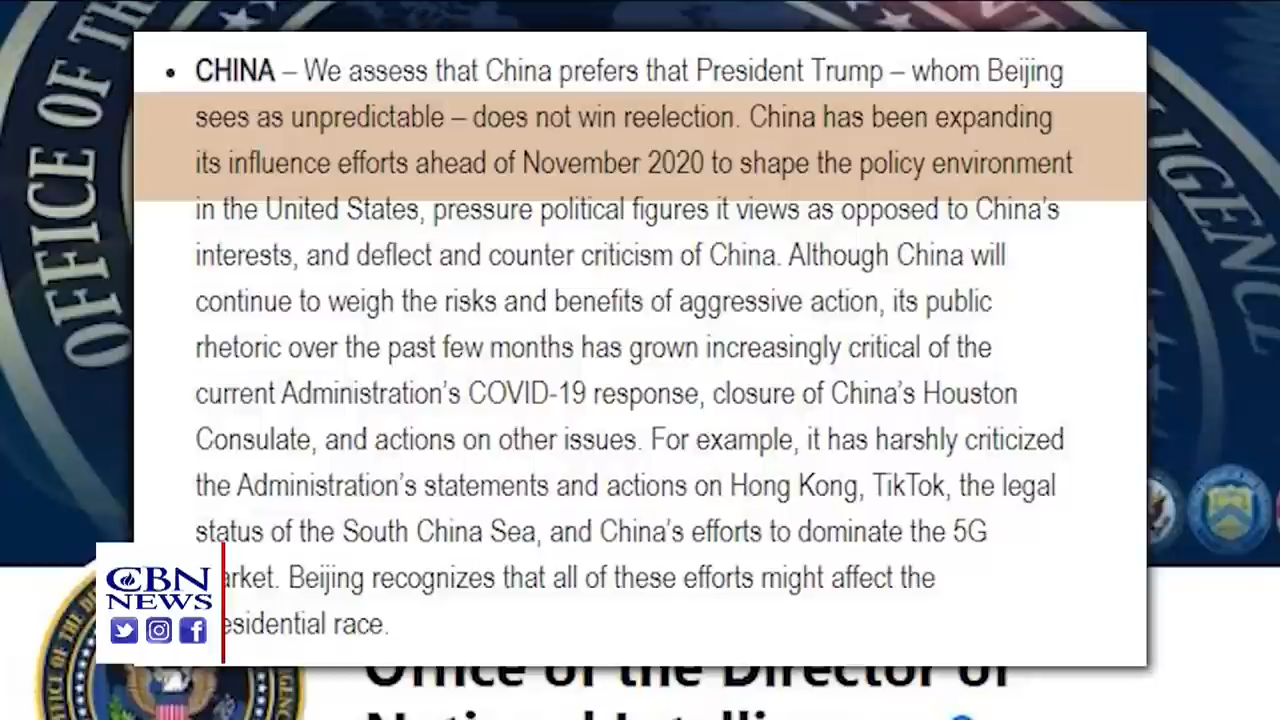 OFFICE OF TH
IGENCE
• CHINA – We assess that China prefers that President Trump – whom Beijing
sees as unpredictable – does not win reelection. China has been expanding
its influence efforts ahead of November 2020 to shape the policy environment
in the United States, pressure political figures it views as opposed to China's
interests, and deflect and counter criticism of China. Although China will
continue to weigh the risks and benefits of aggressive action, its public
rhetoric over the past few months has grown increasingly critical of the
current Administration's COVID-19 response, closure of China's Houston
Consulate, and actions on other issues. For example, it has harshly criticized
the Administration's statements and actions on Hong Kong, TikTok, the legal
status of the South China Sea, and China's efforts to dominate the 5G
arket. Beijing recognizes that all of these efforts might affect the
esidential race.
CBN
NEWS
Office of the Director of